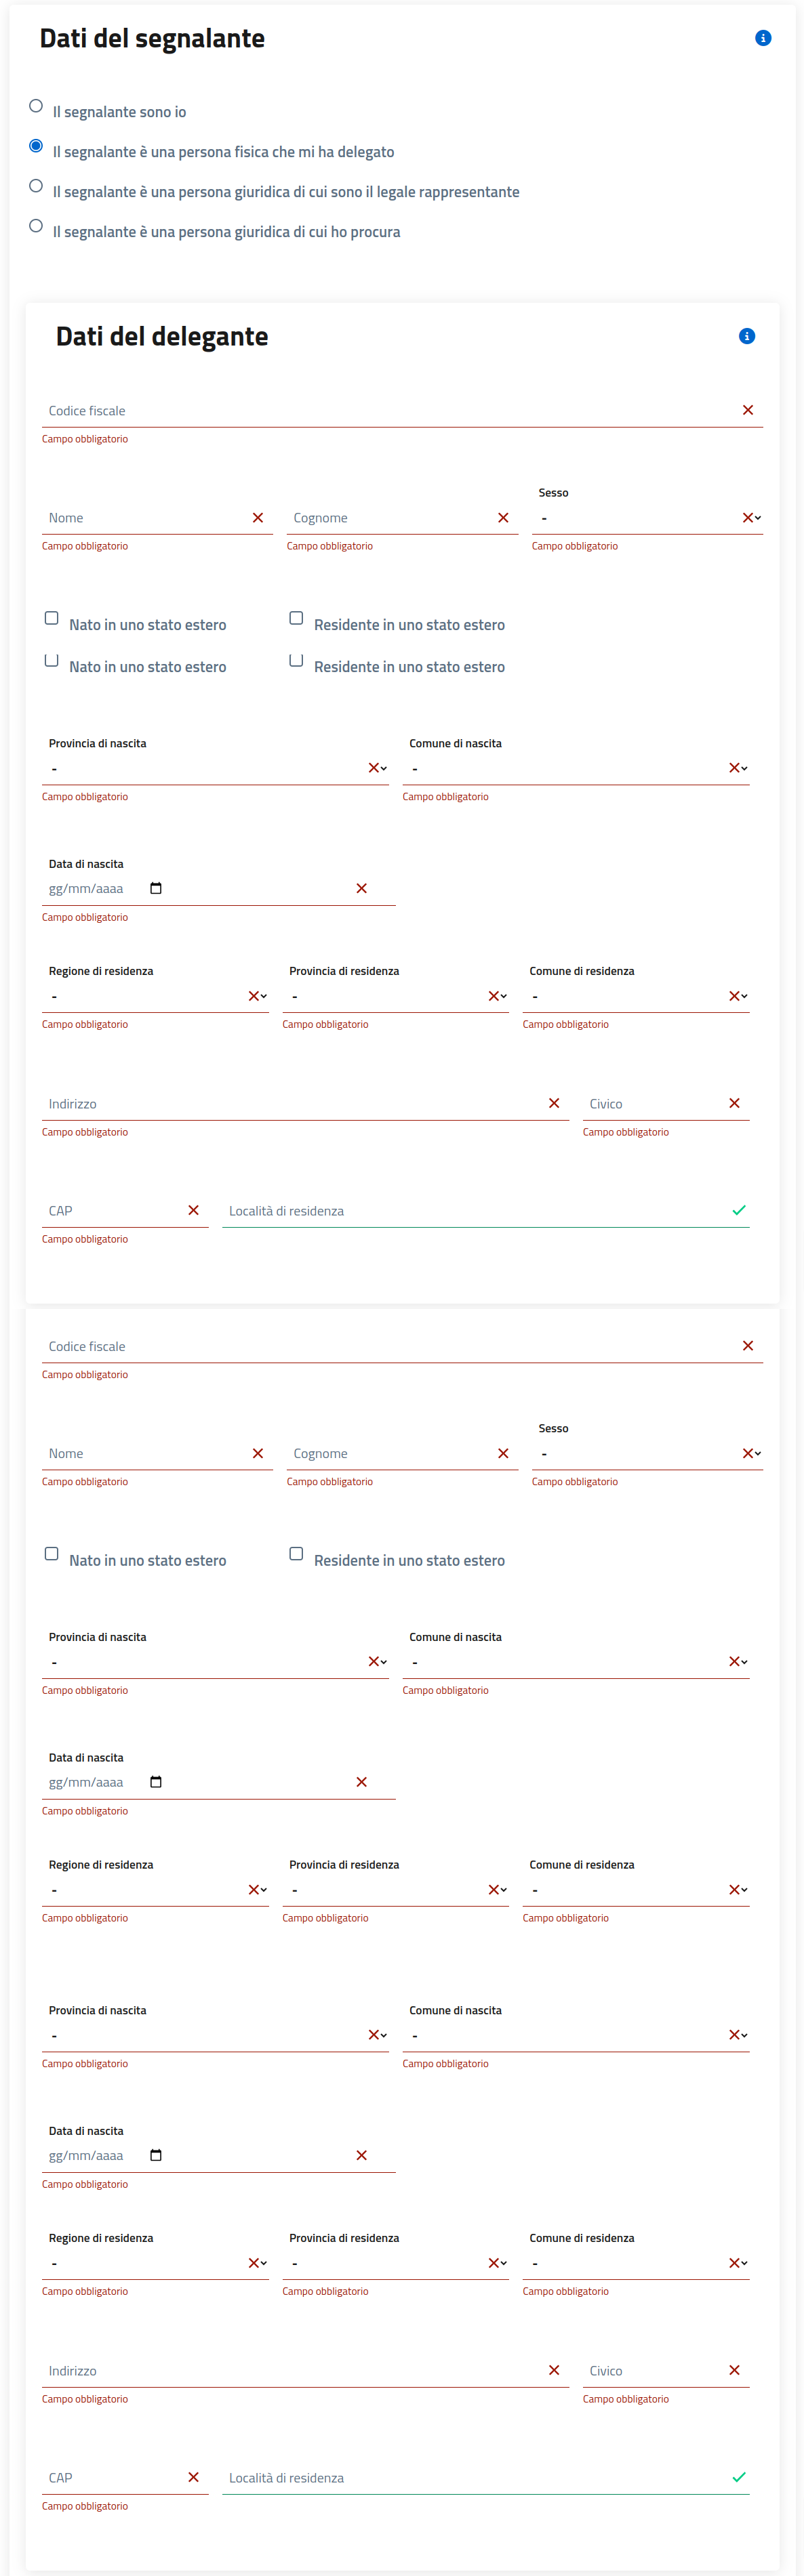 Dati del segnalante
Il segnalante sono io
Il segnalante è una persona fisica che mi ha delegato
Il segnalante è una persona giuridica di cui sono il legale rappresentante
Il segnalante è una persona giuridica di cui ho procura
Dati del delegante
Codice fiscale
Campo obbligatorio
Sesso
Nome Cognome -
Campo obbligatorio Campo obbligatorio Campo obbligatorio
Nato in uno stato estero Residente in uno stato estero
Nato in uno stato estero Residente in uno stato estero
Provincia di nascita Comune di nascita
- -
Campo obbligatorio Campo obbligatorio
Data di nascita
gg/mm/aaaa
Campo obbligatorio
Regione di residenza Provincia di residenza Comune di residenza
- - -
Campo obbligatorio Campo obbligatorio Campo obbligatorio
Indirizzo Civico
Campo obbligatorio Campo obbligatorio
CAP Località di residenza
Campo obbligatorio
Codice fiscale
Campo obbligatorio
Sesso
Nome Cognome -
Campo obbligatorio Campo obbligatorio Campo obbligatorio
Nato in uno stato estero Residente in uno stato estero
Provincia di nascita Comune di nascita
- -
Campo obbligatorio Campo obbligatorio
Data di nascita
gg/mm/aaaa
Campo obbligatorio
Regione di residenza Provincia di residenza Comune di residenza
- - -
Campo obbligatorio Campo obbligatorio Campo obbligatorio
Provincia di nascita Comune di nascita
- -
Campo obbligatorio Campo obbligatorio
Data di nascita
gg/mm/aaaa
Campo obbligatorio
Regione di residenza Provincia di residenza Comune di residenza
- - -
Campo obbligatorio Campo obbligatorio Campo obbligatorio
Indirizzo Civico
Campo obbligatorio Campo obbligatorio
CAP Località di residenza
Campo obbligatorio